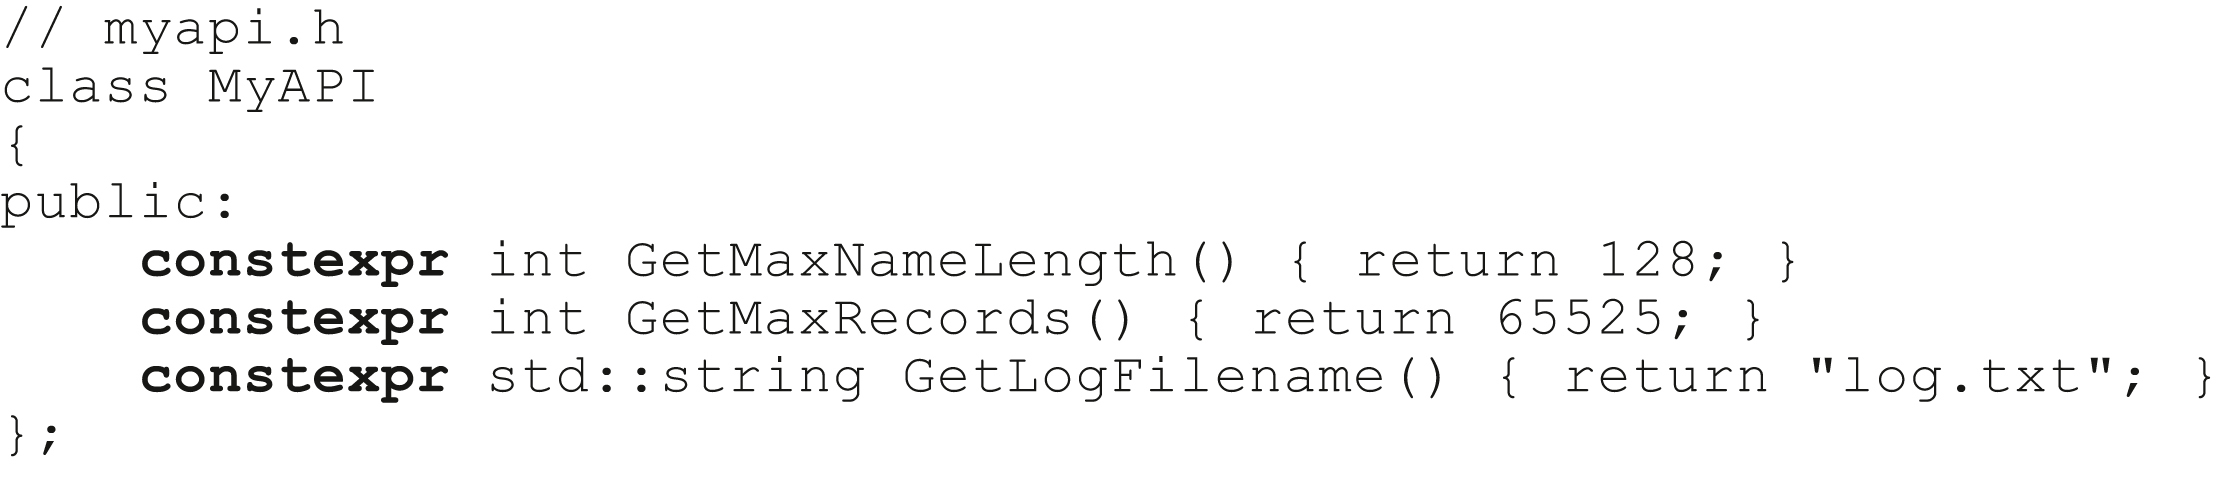 // myapi.h
class MyAPI
{
public:
    constexpr int GetMaxNameLength() { return 128; }
    constexpr int GetMaxRecords() { return 65525; }
    constexpr std::string GetLogFilename() { return "log.txt"; }
};